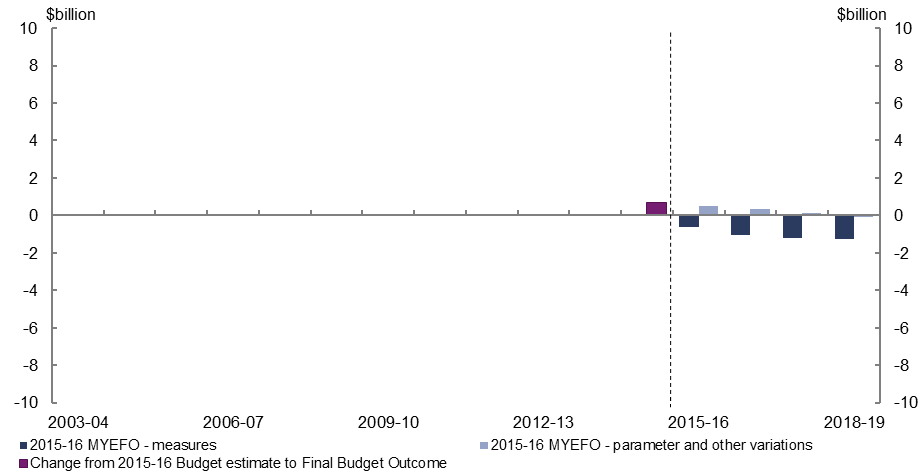 $billion $billion
10 10
8 8
6 6
4 4
2 2
0 0
-2 -2
-4 -4
-6 -6
-8 -8
-10 -10
2003-04 2006-07 2009-10 2012-13 2015-16 2018-19
2015-16 MYEFO - measures 2015-16 MYEFO - parameter and other variations
Change from 2015-16 Budget estimate to Final Budget Outcome